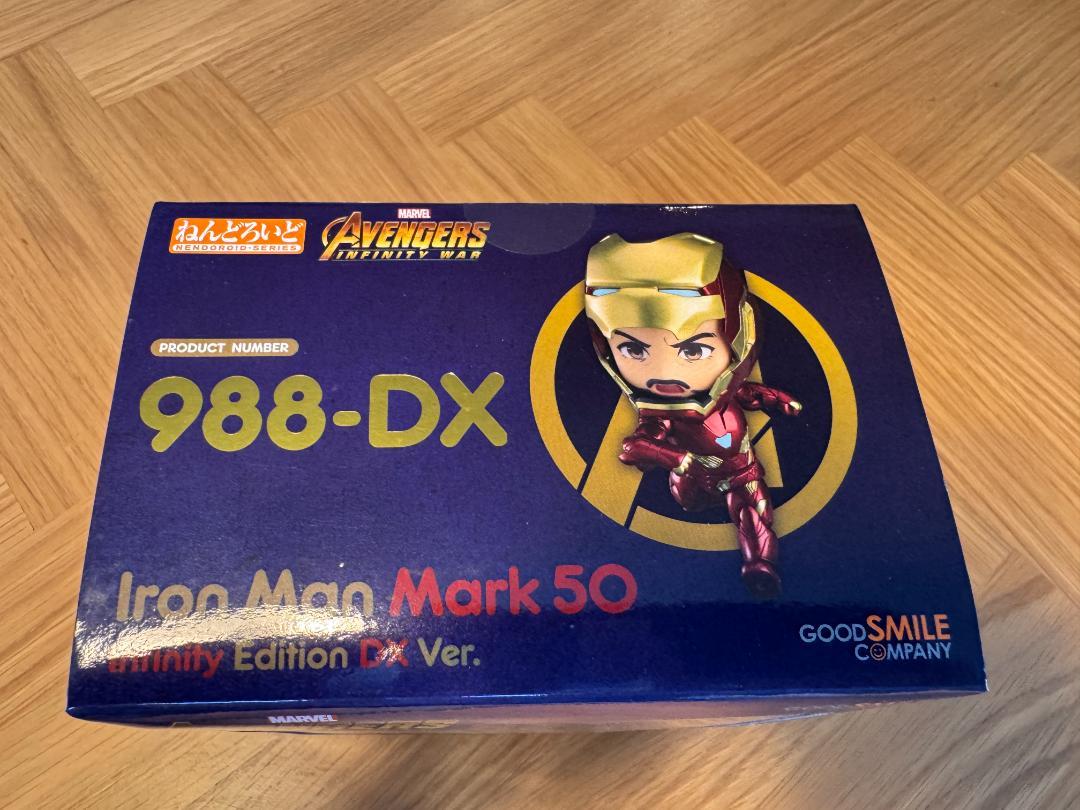 ねんどろいど
NENDOROID·SERIES
MARVEL
AVENGERS
INFINITY WAR
PRODUCT NUMBER
988-DX
Iron Man Mark 50
Infinity Edition DX Ver.
GOOD SMILE
COMPANY
MARVEL